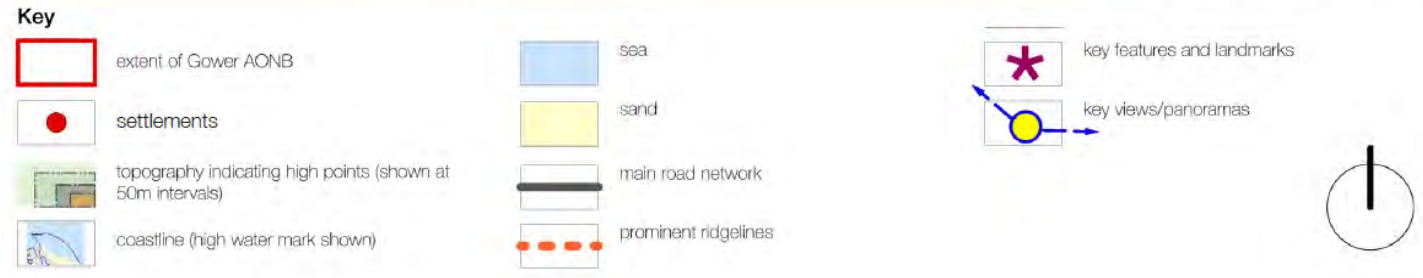 Key
extent of Gower AONB
settlements
topography indicating high points (shown at
50m intervals)
coastline (high water mark shown)
sea
sand
main road network
prominent ridgelines
key features and landmarks
key views/panoramas